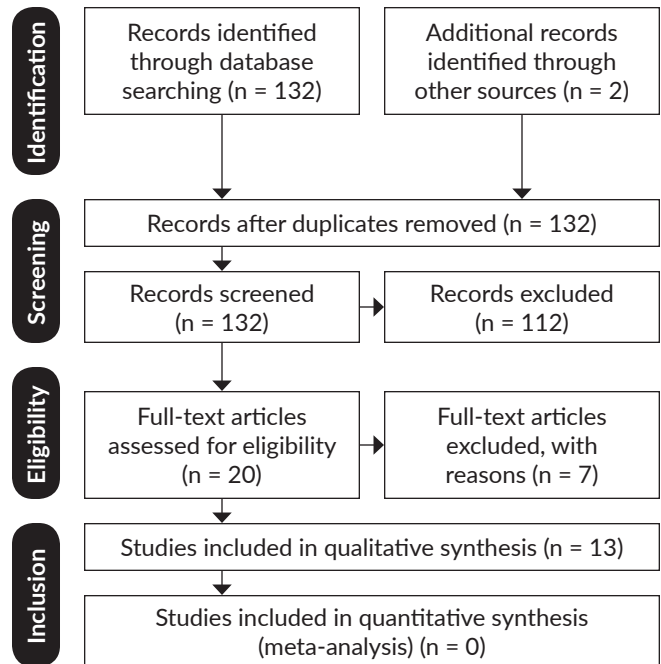 Identification
Records identified
through database
searching (n = 132)
Additional records
identified through
other sources (n = 2)
Screening
Records after duplicates removed (n = 132)
Records screened
(n = 132)
Records excluded
(n = 112)
Eligibility
Full-text articles
assessed for eligibility
(n = 20)
Full-text articles
excluded, with
reasons (n = 7)
Inclusion
Studies included in qualitative synthesis (n = 13)
Studies included in quantitative synthesis
(meta-analysis) (n = 0)